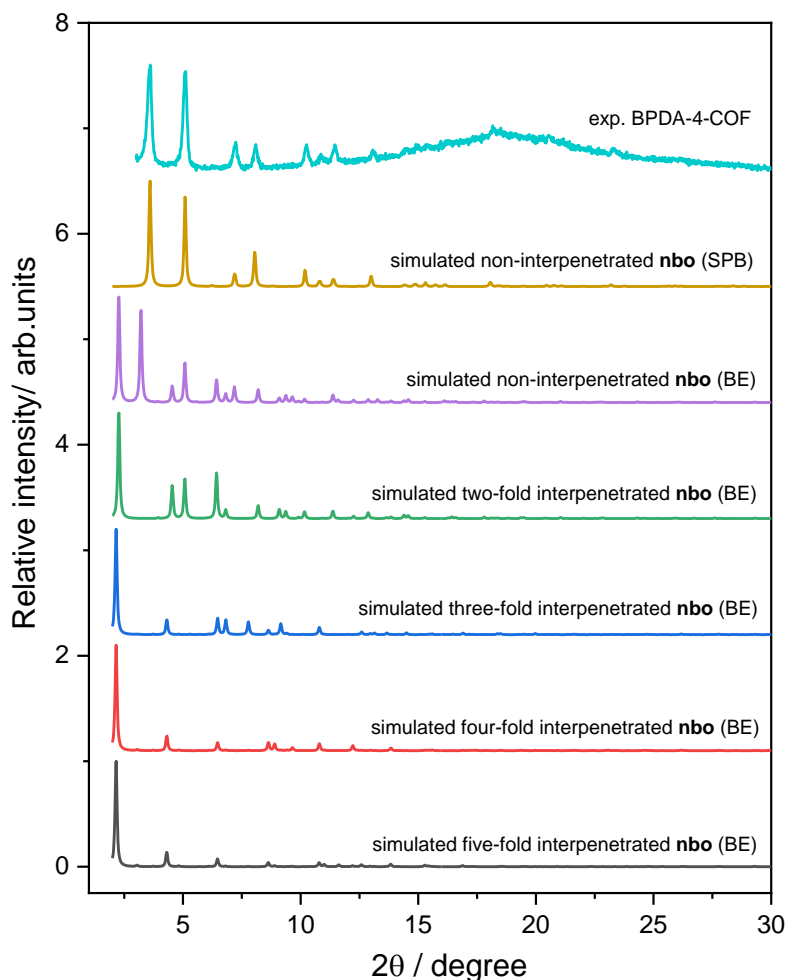 8
exp. BPDA-4-COF
6
simulated non-interpenetrated nbo (SPB)
simulated non-interpenetrated nbo (BE)
4
simulated two-fold interpenetrated nbo (BE)
simulated three-fold interpenetrated nbo (BE)
2
simulated four-fold interpenetrated nbo (BE)
simulated five-fold interpenetrated nbo (BE)
0
Relative intensity/ arb.units
5 10 15 20 25 30
2θ / degree